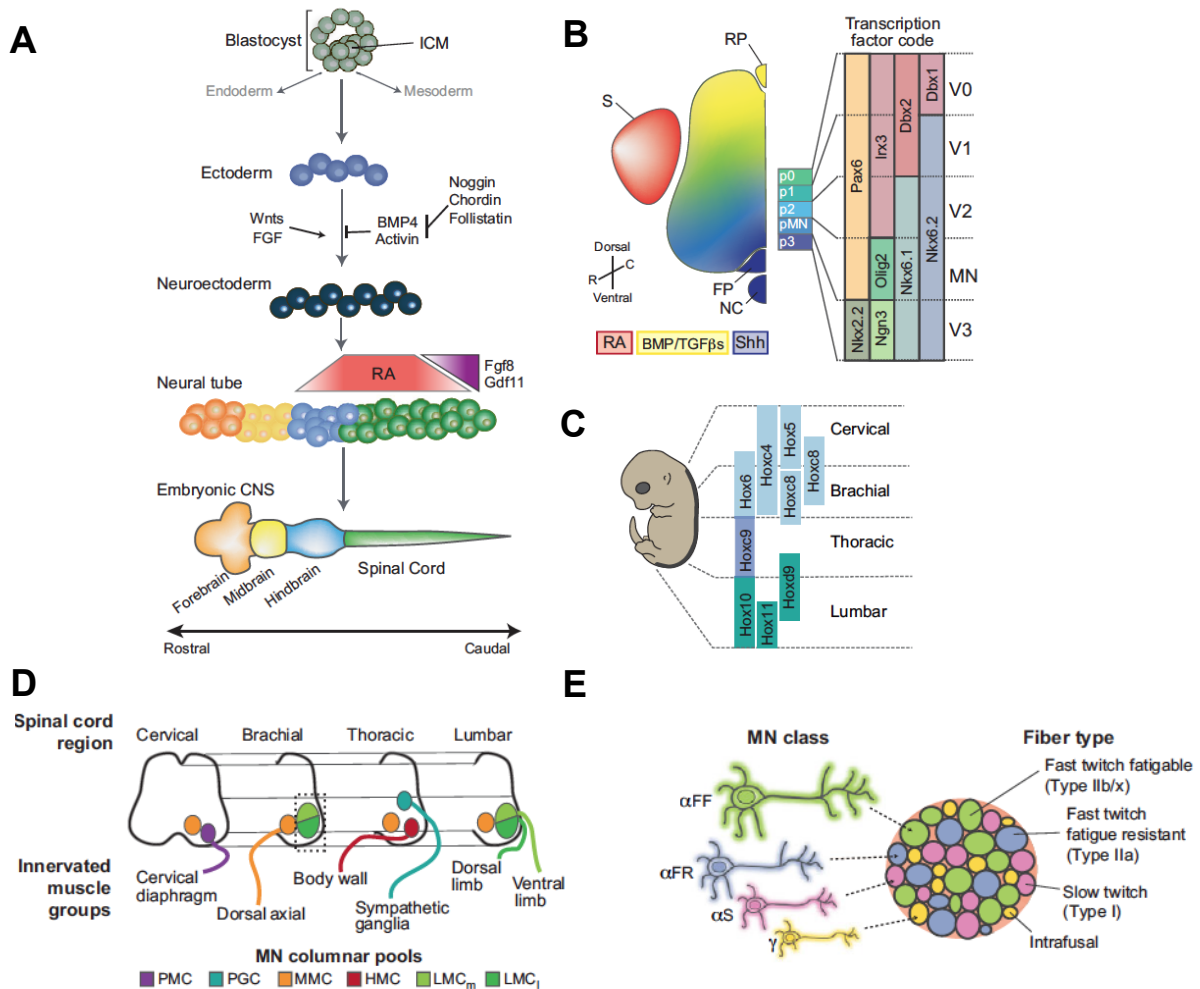 A
Blastocyst
ICM
Endoderm
Mesoderm
Ectoderm
Wnts
FGF
BMP4
Activin
Noggin
Chordin
Follistatin
Neuroectoderm
Neural tube
RA
Fgf8
Gdf11
Embryonic CNS
Forebrain
Midbrain
Hindbrain
Spinal Cord
Rostral
Caudal
B
RP
S
Dorsal
C
R
Ventral
FP
NC
RA
BMP/TGFβs
Shh
p0
p1
p2
pMN
p3
Transcription
factor code
Pax6
Nkx2.2
Irx3
Olig2
Ngn3
Dbx2
Nkx6.1
Dbx1
Nkx6.2
V0
V1
V2
MN
V3
C
Hox6
Hoxc9
Hox10
Hoxc4
Hox11
Hox5
Hoxc8
Hoxd9
Hoxc8
Cervical
Brachial
Thoracic
Lumbar
D
Spinal cord
region
Cervical
Brachial
Thoracic
Lumbar
Innervated
muscle
groups
Cervical
diaphragm
Dorsal axial
Body wall
Sympathetic
ganglia
Dorsal
limb
Ventral
limb
MN columnar pools
PMC
PGC
MMC
HMC
LMCm
LMCl
E
MN class
Fiber type
αFF
αFR
αS
γ
Fast twitch fatigable
(Type IIb/x)
Fast twitch
fatigue resistant
(Type IIa)
Slow twitch
(Type I)
Intrafusal